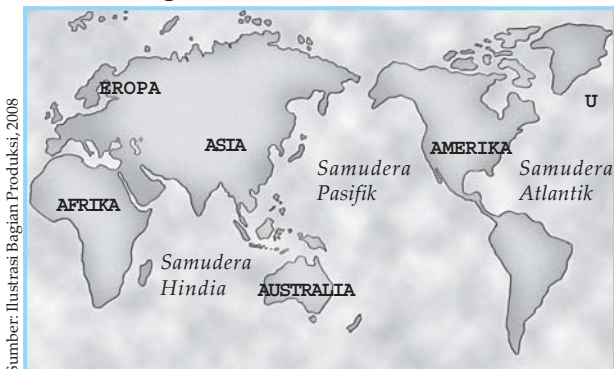 EROPA
U
ASIA
AMERIKA
Samudera
Pasifik
Samudera
Atlantik
AFRIKA
Samudera
Hindia
AUSTRALIA
Sumber: Ilustrasi Bagian Produksi, 2008